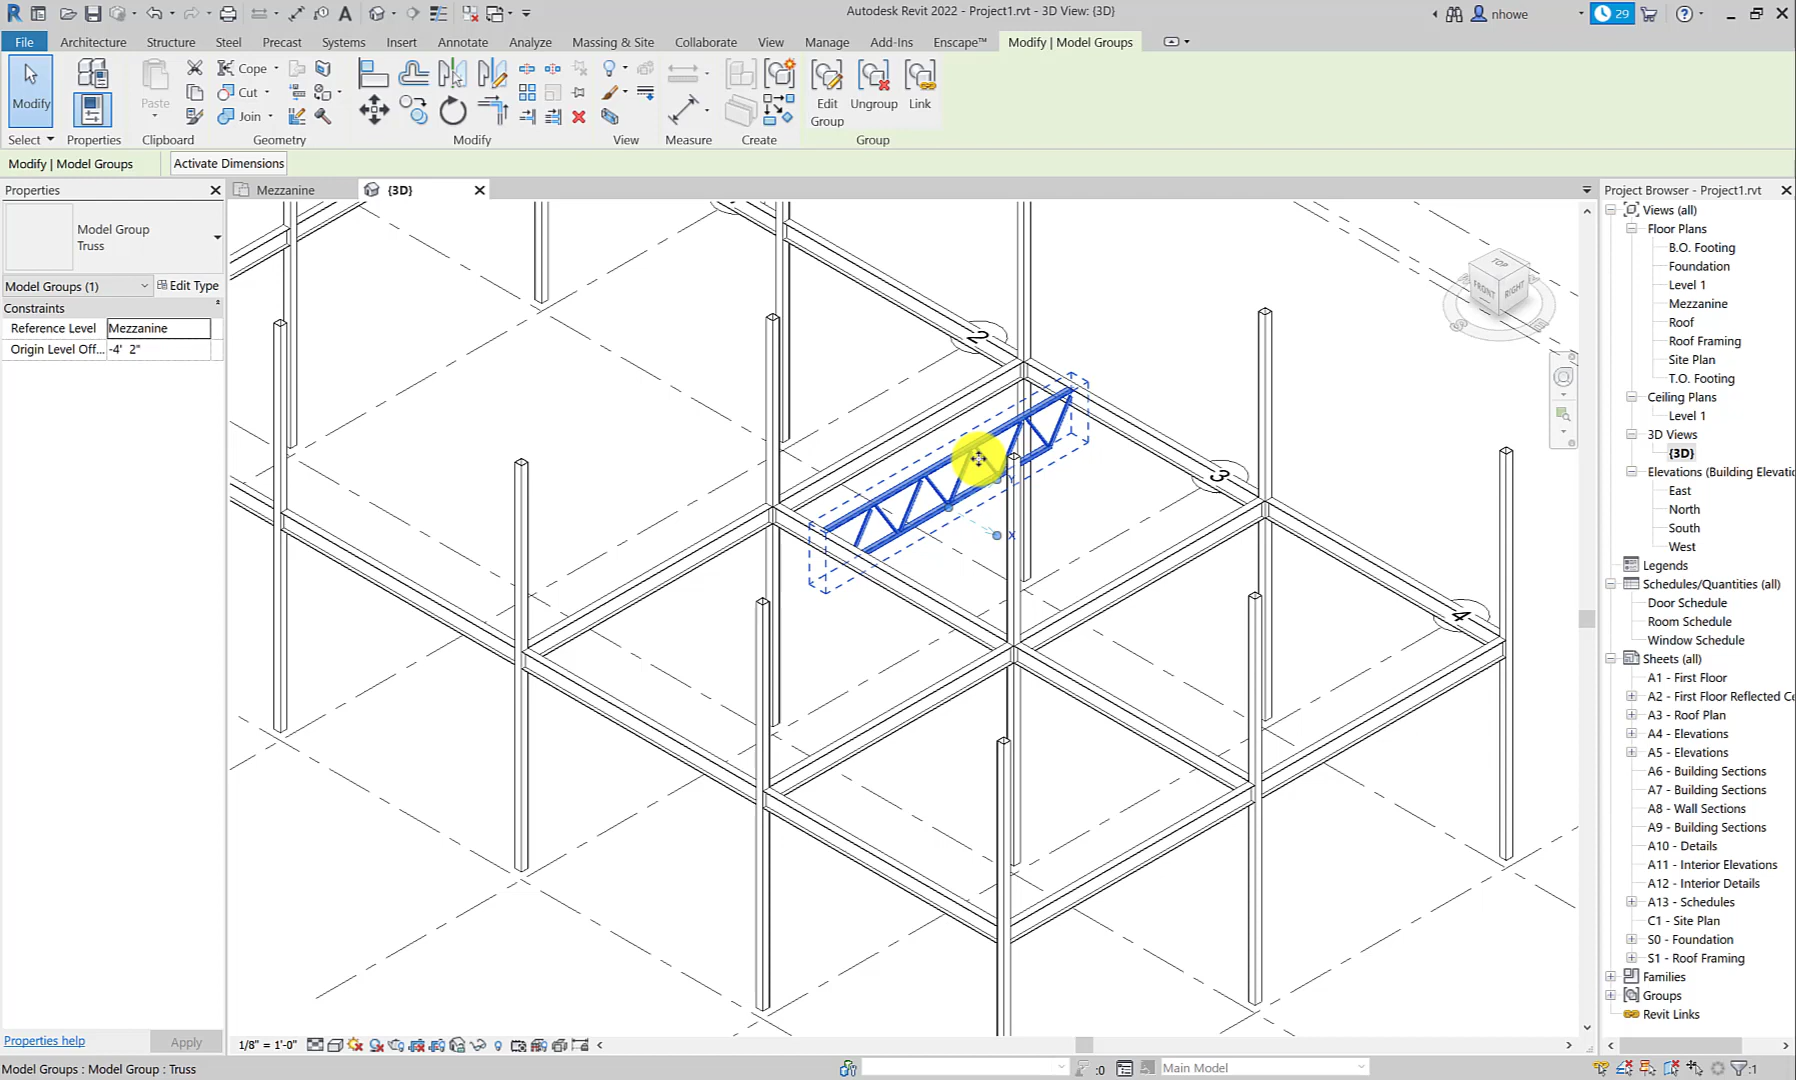 Autodesk Revit 2022 - Project1.rvt - 3D View: {3D}
nhowe
29
File
Architecture
Structure
Steel
Precast
Systems
Insert
Annotate
Analyze
Massing & Site
Collaborate
View
Manage
Add-Ins
Enscape™
Modify | Model Groups
Modify
Paste
Cope
Cut
Join
Edit
Group
Ungroup
Link
Select
Properties
Clipboard
Geometry
Modify
View
Measure
Create
Group
Modify | Model Groups
Activate Dimensions
Properties
Model Group
Truss
Model Groups (1)
Edit Type
Constraints
Reference Level
Mezzanine
Origin Level Off...
-4' 2"
Properties help
Apply
Mezzanine
{3D}
2
3
4
Y
X
TOP
FRONT
RIGHT
1/8" = 1'-0"
Project Browser - Project1.rvt
Views (all)
Floor Plans
B.O. Footing
Foundation
Level 1
Mezzanine
Roof
Roof Framing
Site Plan
T.O. Footing
Ceiling Plans
Level 1
3D Views
{3D}
Elevations (Building Elevatio
East
North
South
West
Legends
Schedules/Quantities (all)
Door Schedule
Room Schedule
Window Schedule
Sheets (all)
A1 - First Floor
A2 - First Floor Reflected Ce
A3 - Roof Plan
A4 - Elevations
A5 - Elevations
A6 - Building Sections
A7 - Building Sections
A8 - Wall Sections
A9 - Building Sections
A10 - Details
A11 - Interior Elevations
A12 - Interior Details
A13 - Schedules
C1 - Site Plan
S0 - Foundation
S1 - Roof Framing
Families
Groups
Revit Links
Model Groups : Model Group : Truss
:0
Main Model
:1